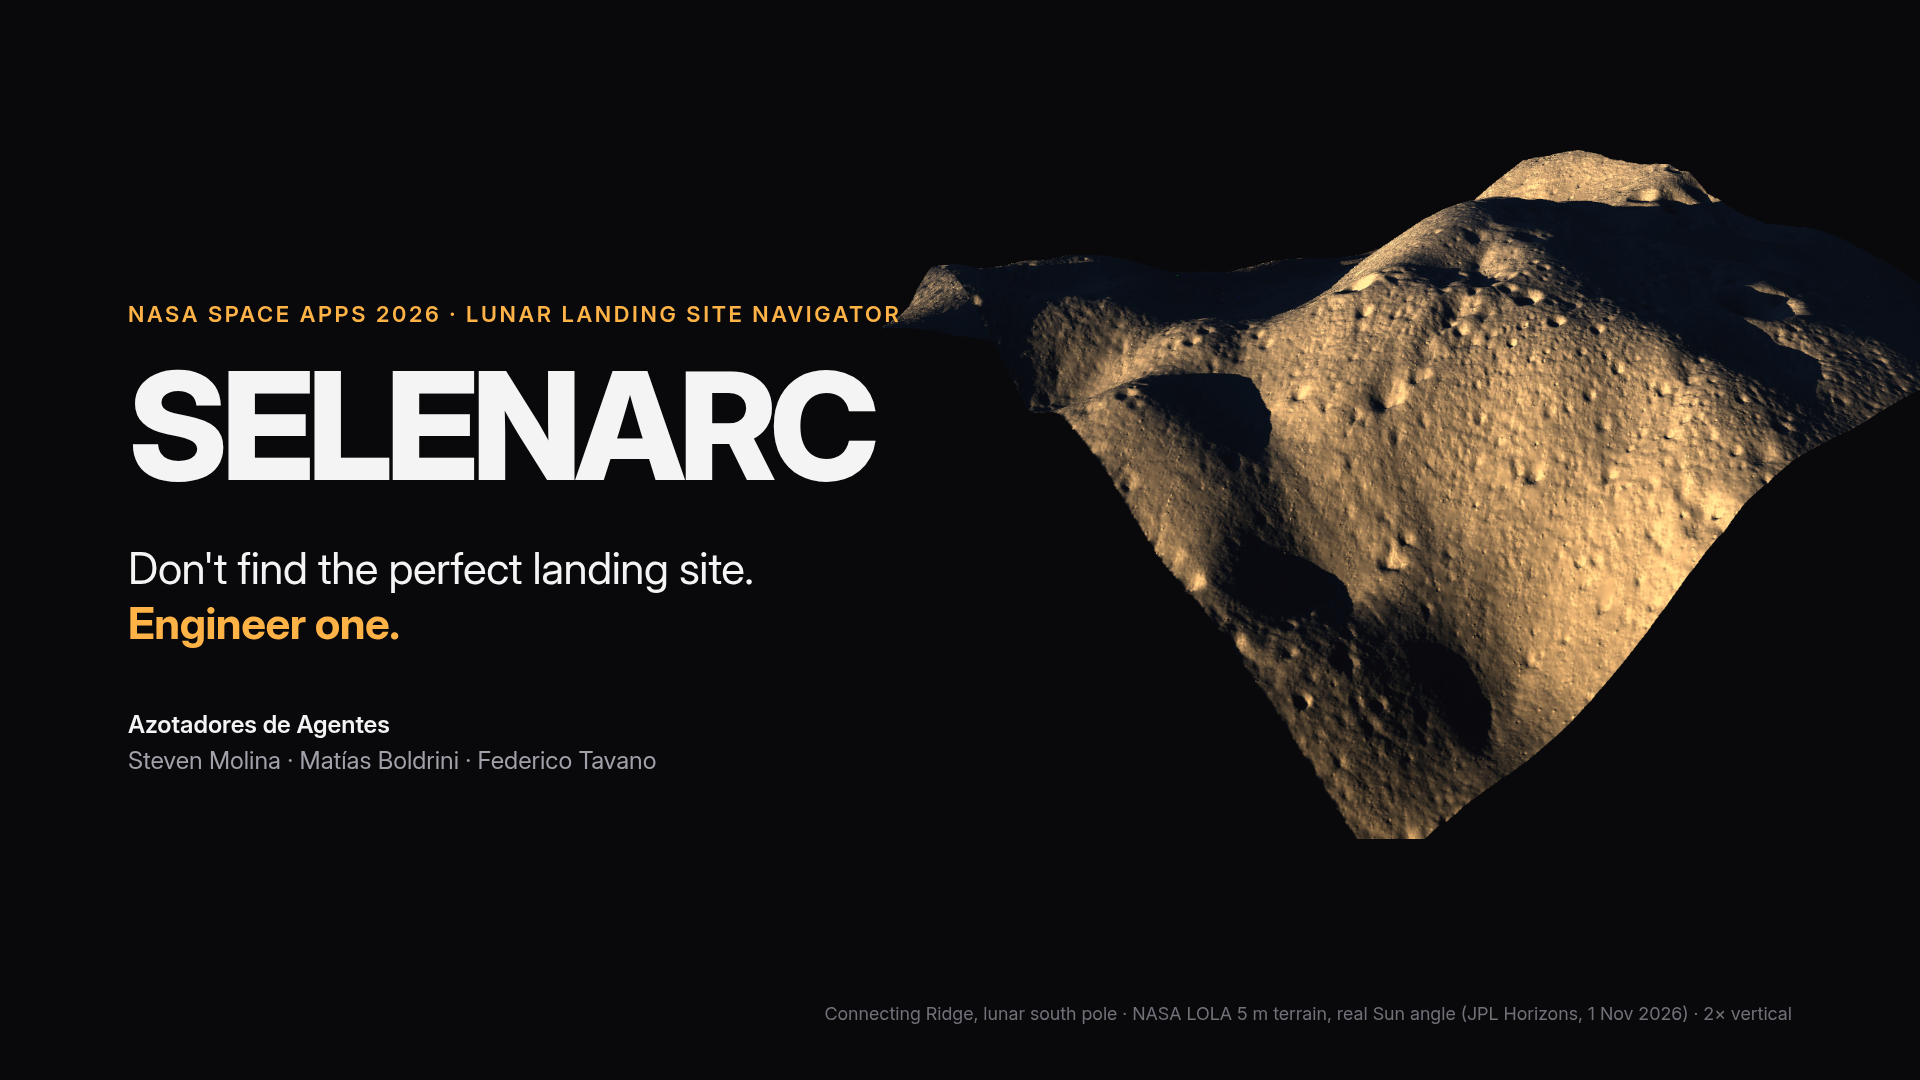 NASA SPACE APPS 2026 · LUNAR LANDING SITE NAVIGATOR
SELENARC
Don't find the perfect landing site.
Engineer one.
Azotadores de Agentes
Steven Molina · Matías Boldrini · Federico Tavano
Connecting Ridge, lunar south pole · NASA LOLA 5 m terrain, real Sun angle (JPL Horizons, 1 Nov 2026) · 2× vertical